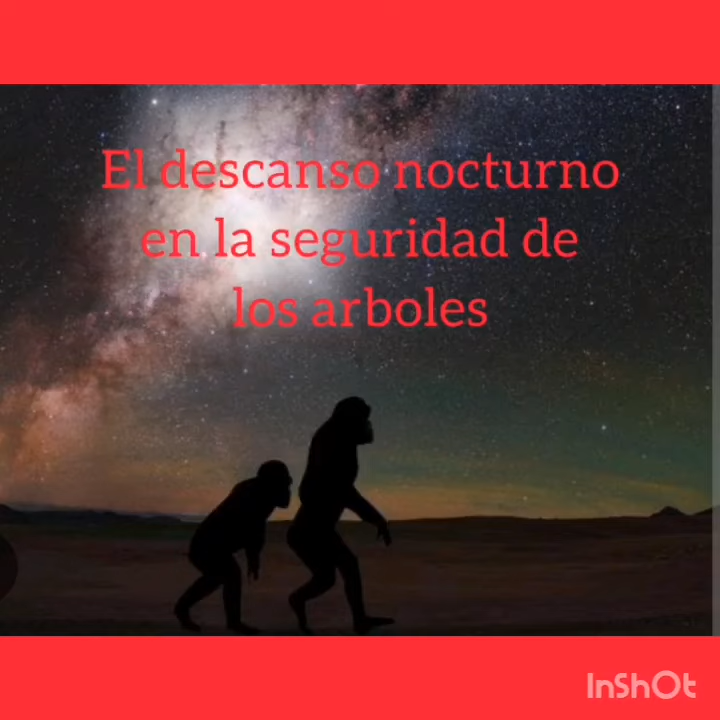 El descanso nocturno
en la seguridad de
los arboles
InShOt